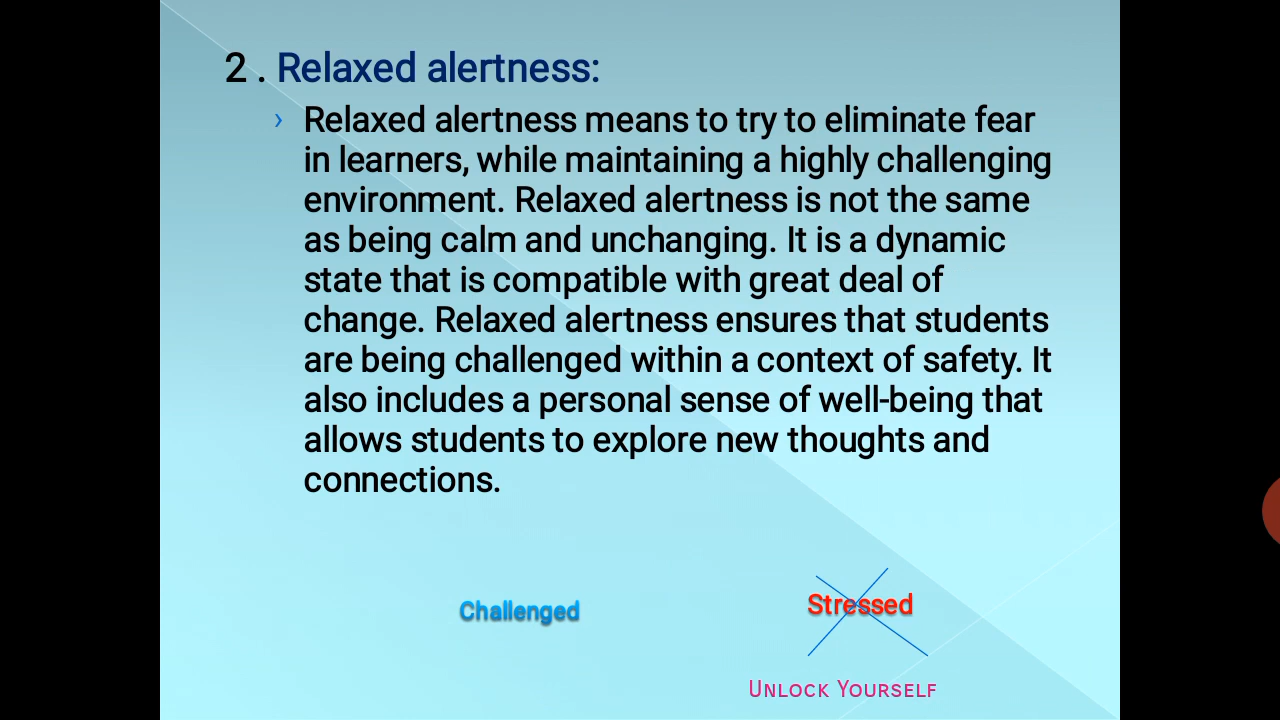 2 . Relaxed alertness:
› Relaxed alertness means to try to eliminate fear
in learners, while maintaining a highly challenging
environment. Relaxed alertness is not the same
as being calm and unchanging. It is a dynamic
state that is compatible with great deal of
change. Relaxed alertness ensures that students
are being challenged within a context of safety. It
also includes a personal sense of well-being that
allows students to explore new thoughts and
connections.
Challenged
Stressed
Unlock Yourself